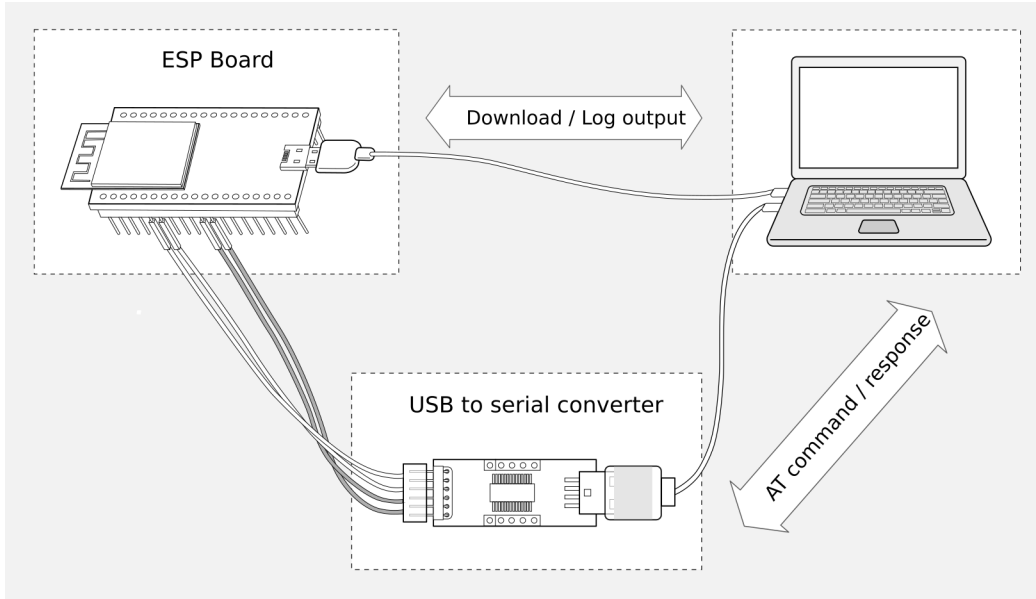 ESP Board
Download / Log output
USB to serial converter
AT command / response